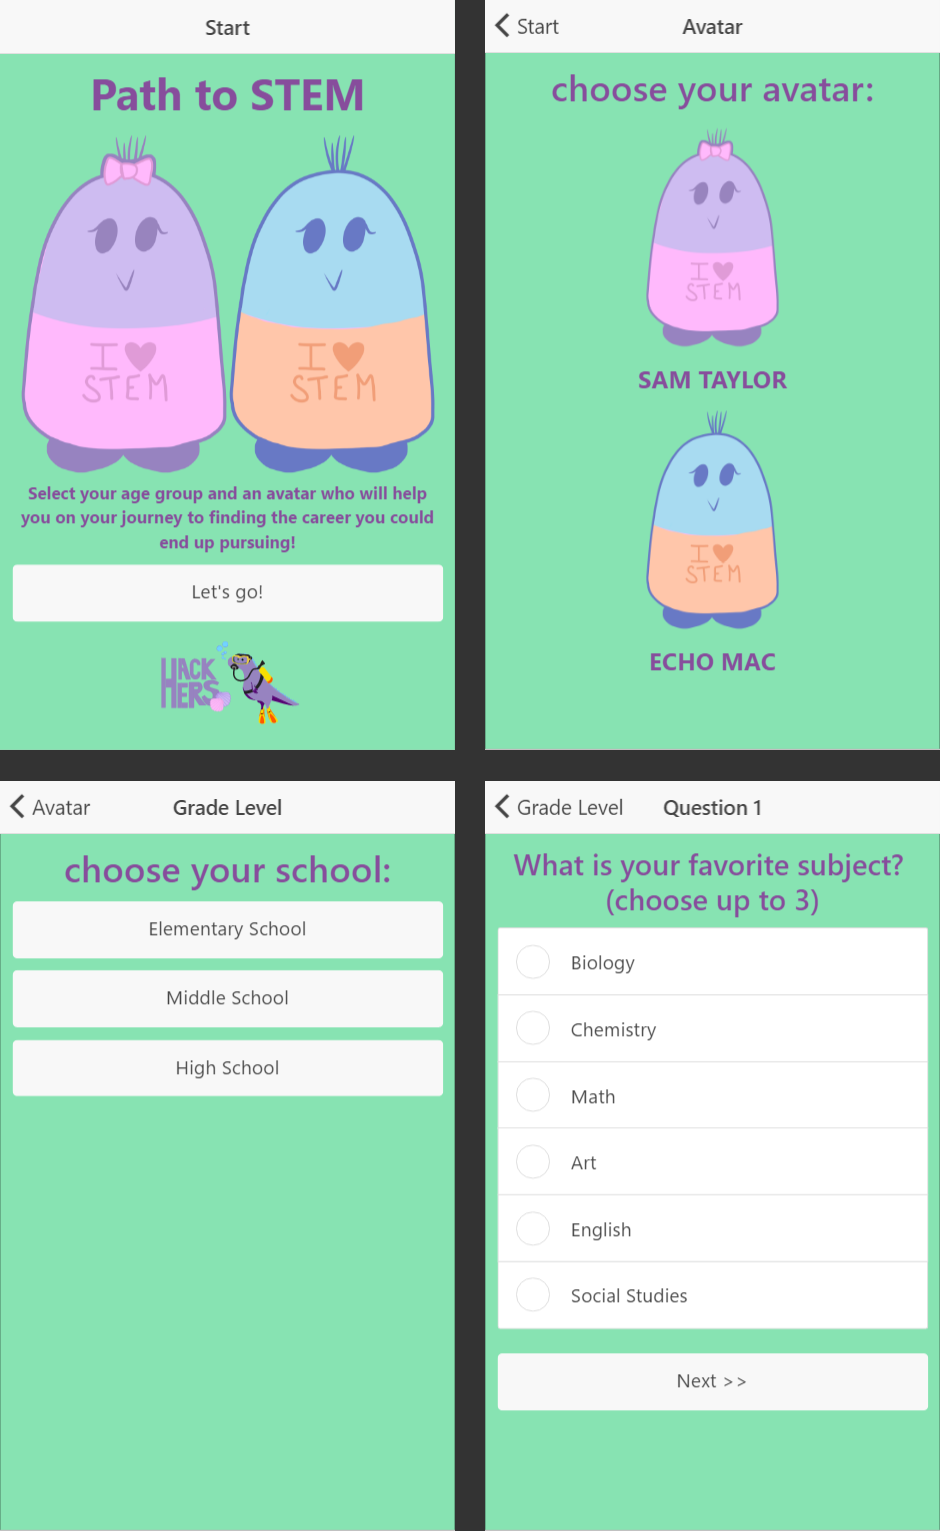 Start
Path to STEM
I ♥
STEM
I ♥
STEM
Select your age group and an avatar who will help
you on your journey to finding the career you could
end up pursuing!
Let's go!
HACK
HERS
Start
Avatar
choose your avatar:
I ♥
STEM
SAM TAYLOR
I ♥
STEM
ECHO MAC
Avatar
Grade Level
choose your school:
Elementary School
Middle School
High School
Grade Level
Question 1
What is your favorite subject?
(choose up to 3)
Biology
Chemistry
Math
Art
English
Social Studies
Next >>